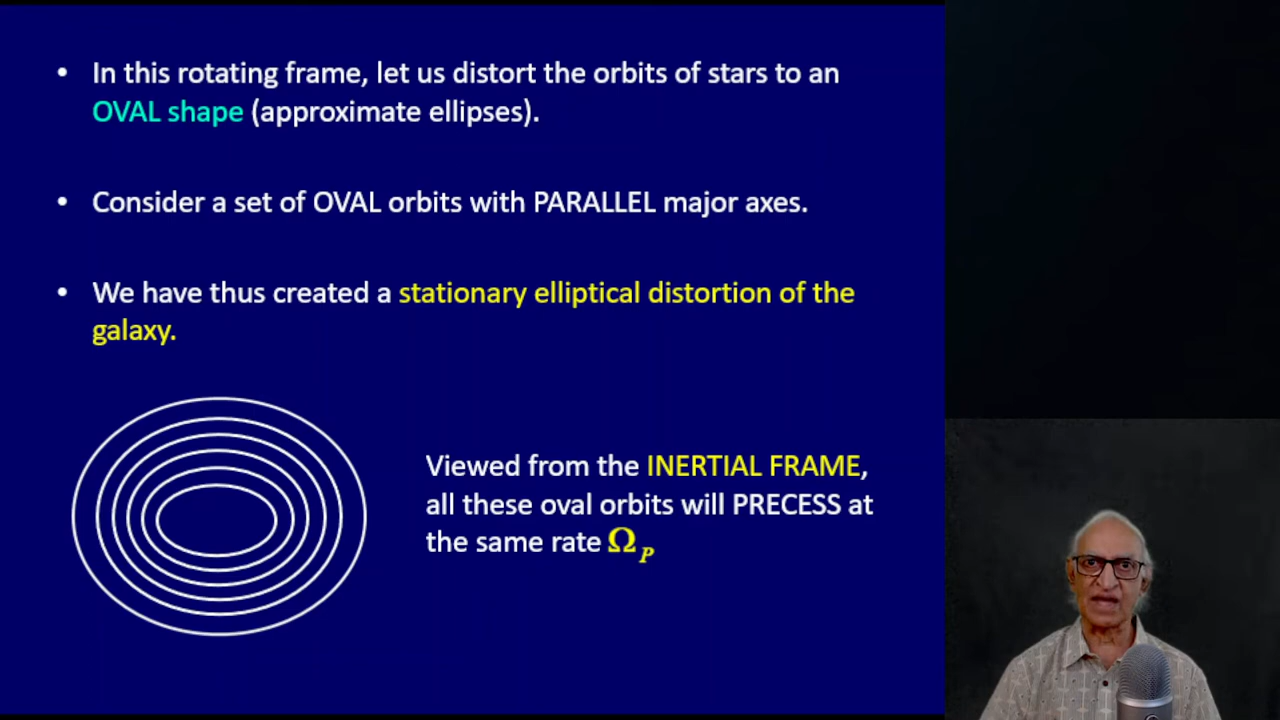 • In this rotating frame, let us distort the orbits of stars to an
OVAL shape (approximate ellipses).
• Consider a set of OVAL orbits with PARALLEL major axes.
• We have thus created a stationary elliptical distortion of the
galaxy.
Viewed from the INERTIAL FRAME,
all these oval orbits will PRECESS at
the same rate Ω_P